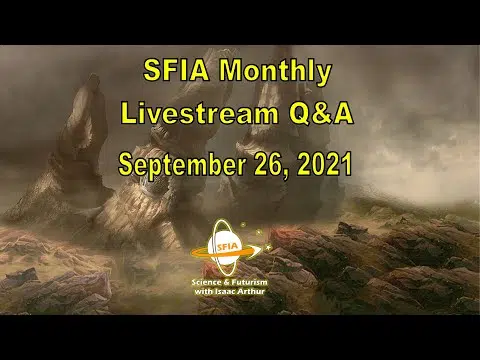 SFIA Monthly
Livestream Q&A
September 26, 2021
SFIA
Science & Futurism
with Isaac Arthur